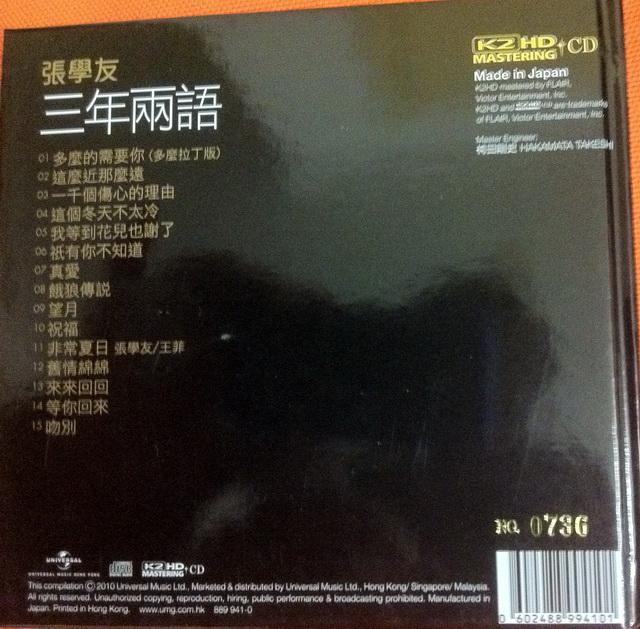 張學友
三年兩語
K2 HD CD
MASTERING
Made in Japan
K2HD mastered by FLAIR,
Victor Entertainment, Inc.
K2HD and are trademarks
of FLAIR, Victor Entertainment, Inc.
Master Engineer:
HAKAMATA TAKESHI
01 多麼的需要你 (多麼拉丁版)
02 這麼近那麼遠
03 一千個傷心的理由
04 這個冬天不太冷
05 我等到花兒也謝了
06 祇有你不知道
07 真愛
08 餓狼傳説
09 望月
10 祝福
11 非常夏日 張學友/王菲
12 舊情綿綿
13 來來回回
14 等你回來
15 吻別
NO. 0736
UNIVERSAL
UNIVERSAL MUSIC HONG KONG
K2 HD CD
MASTERING
This compilation Ⓒ 2010 Universal Music Ltd., Marketed & distributed by Universal Music Ltd., Hong Kong/ Singapore/ Malaysia.
All rights reserved. Unauthorized copying, reproduction, hiring, public performance & broadcasting prohibited. Manufactured in
Japan. Printed in Hong Kong. www.umg.com.hk 889 941-0
0 602488 994101